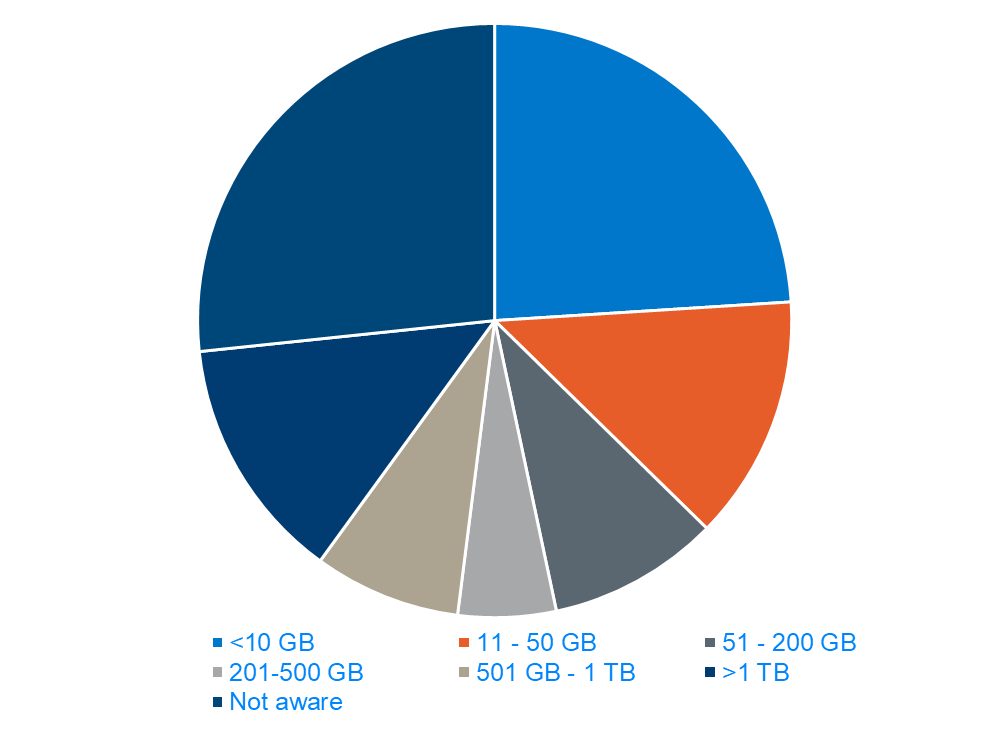 <10 GB 11 - 50 GB 51 - 200 GB
201-500 GB 501 GB - 1 TB >1 TB
Not aware